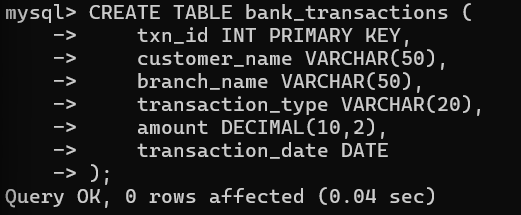 mysql> CREATE TABLE bank_transactions (
    ->     txn_id INT PRIMARY KEY,
    ->     customer_name VARCHAR(50),
    ->     branch_name VARCHAR(50),
    ->     transaction_type VARCHAR(20),
    ->     amount DECIMAL(10,2),
    ->     transaction_date DATE
    -> );
Query OK, 0 rows affected (0.04 sec)